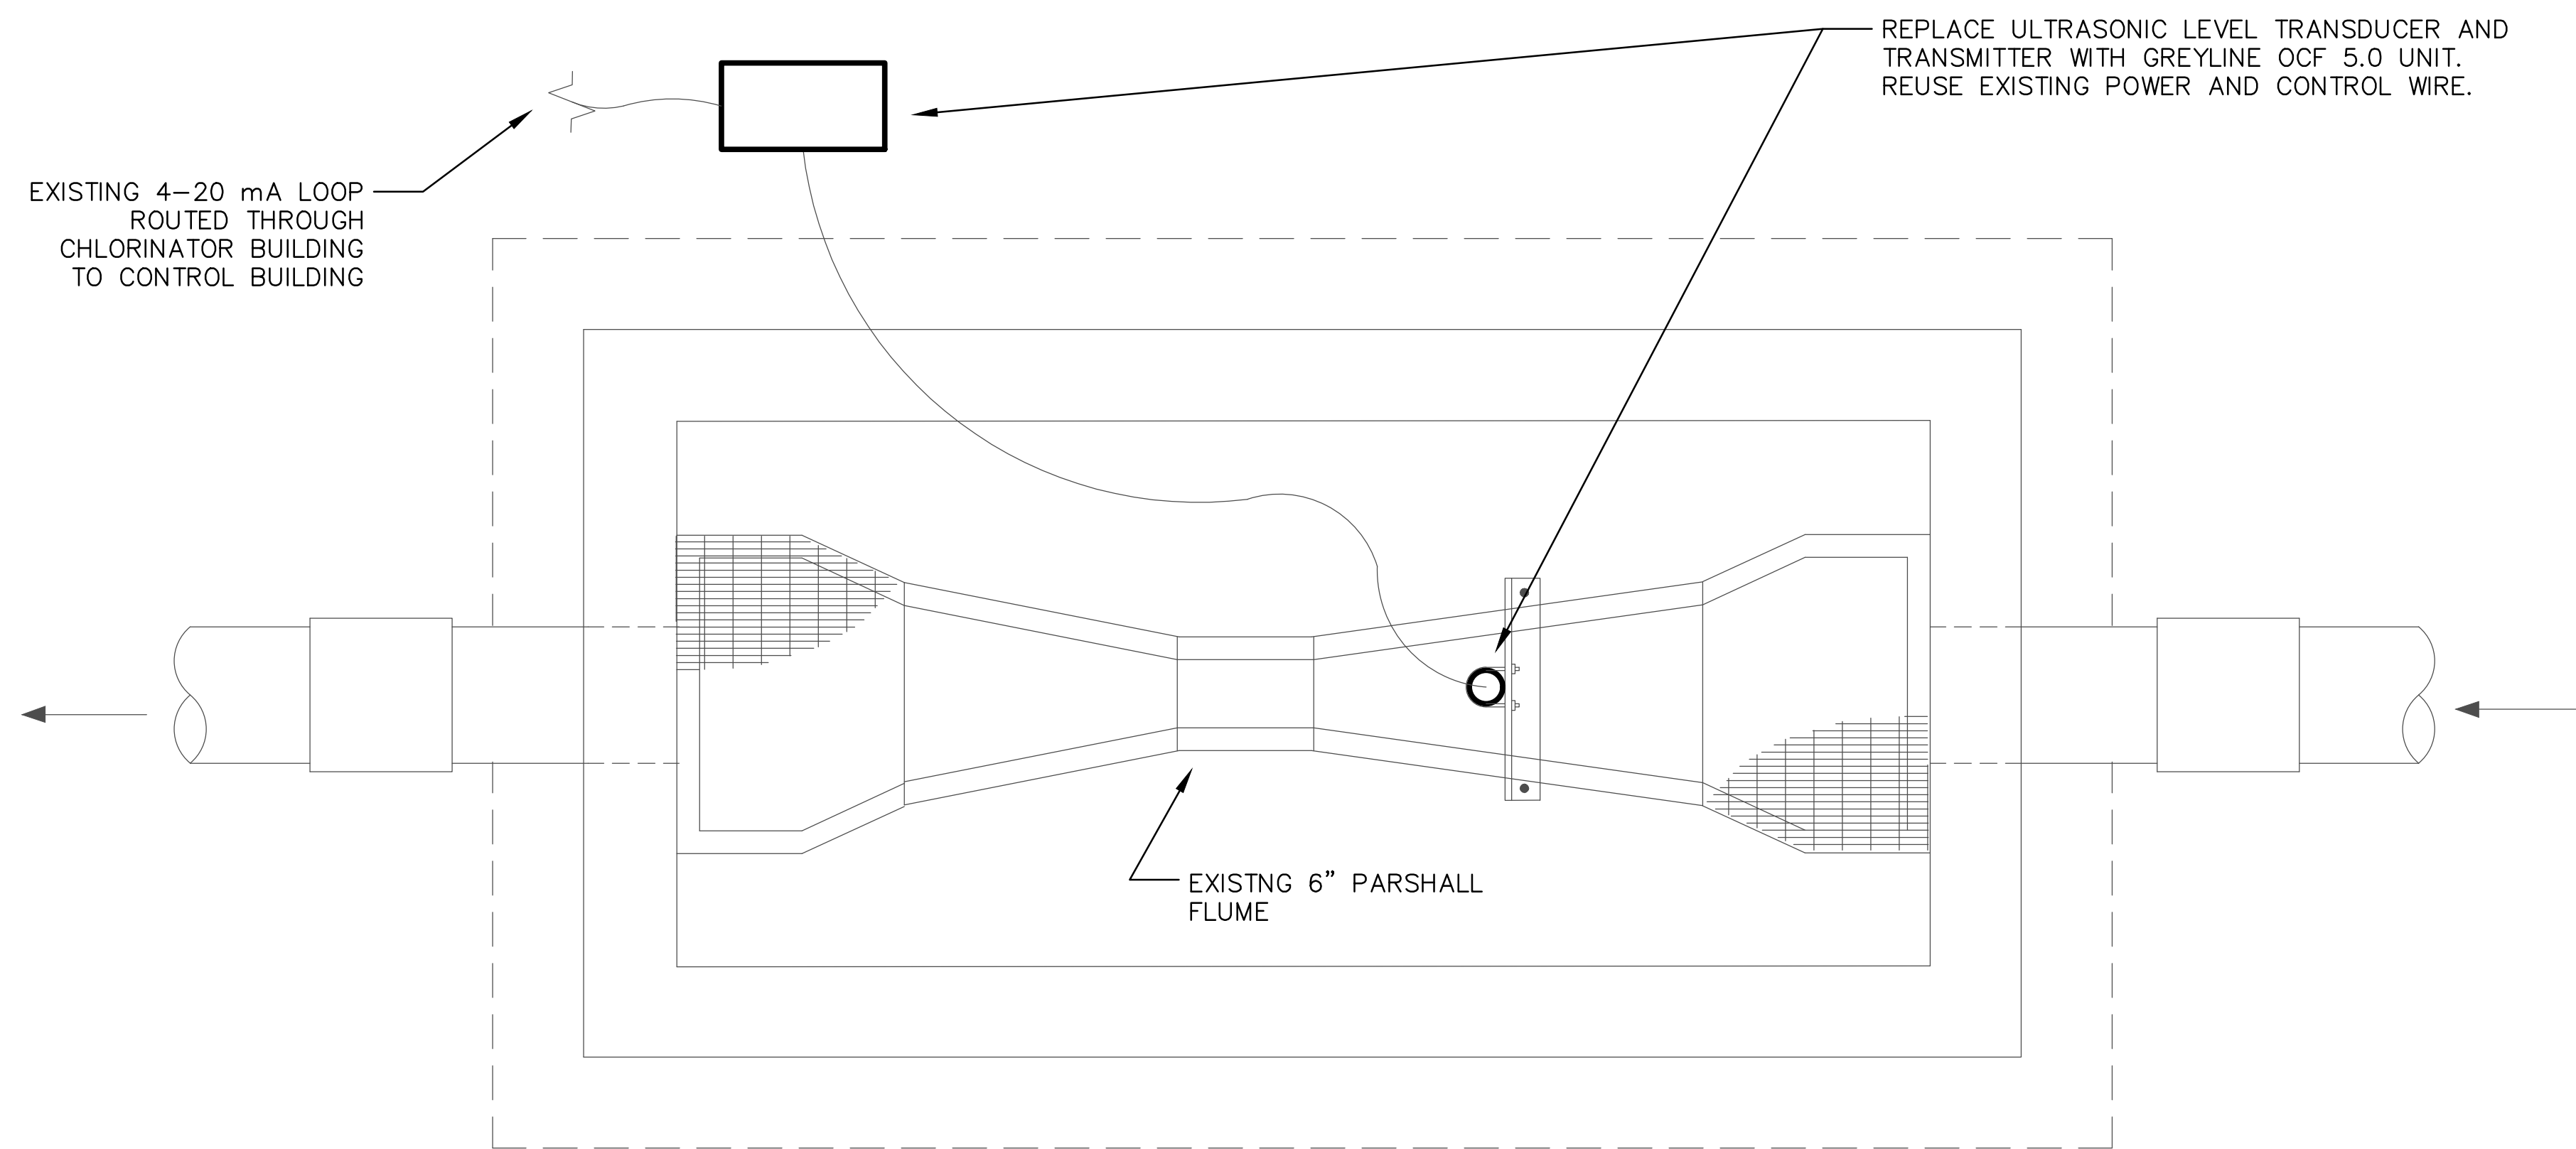 REPLACE ULTRASONIC LEVEL TRANSDUCER AND
TRANSMITTER WITH GREYLINE OCF 5.0 UNIT.
REUSE EXISTING POWER AND CONTROL WIRE.
EXISTING 4-20 mA LOOP
ROUTED THROUGH
CHLORINATOR BUILDING
TO CONTROL BUILDING
EXISTNG 6" PARSHALL
FLUME